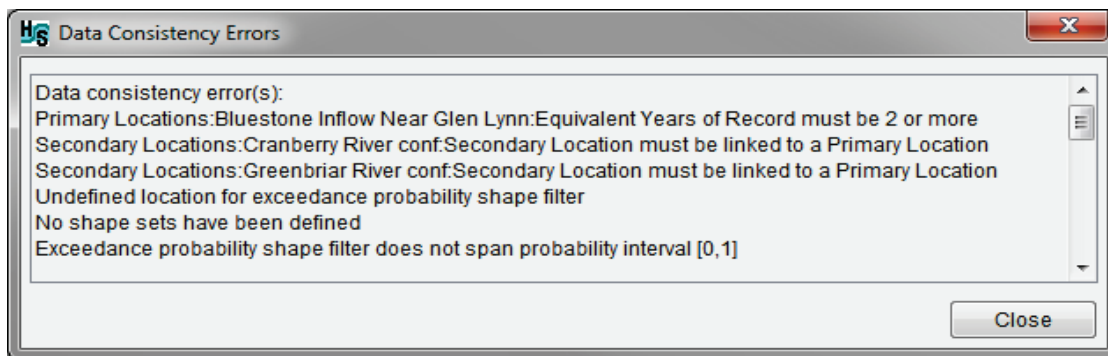 HS Data Consistency Errors
Data consistency error(s):
Primary Locations:Bluestone Inflow Near Glen Lynn:Equivalent Years of Record must be 2 or more
Secondary Locations:Cranberry River conf:Secondary Location must be linked to a Primary Location
Secondary Locations:Greenbriar River conf:Secondary Location must be linked to a Primary Location
Undefined location for exceedance probability shape filter
No shape sets have been defined
Exceedance probability shape filter does not span probability interval [0,1]
Close